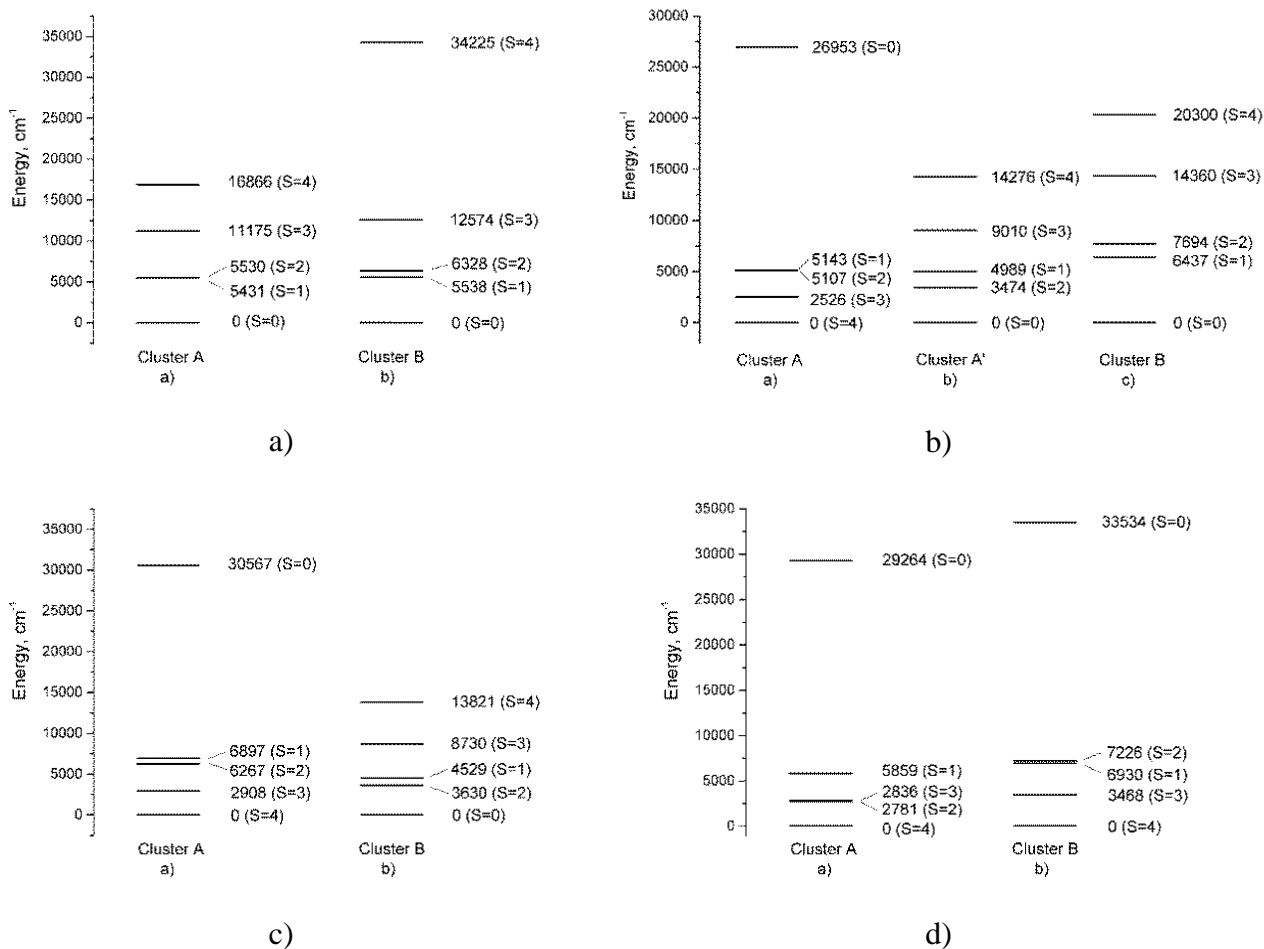 35000
30000
25000
20000
15000
10000
5000
0
Energy, cm⁻¹
16866 (S=4)
11175 (S=3)
5530 (S=2)
5431 (S=1)
0 (S=0)
Cluster A
a)
34225 (S=4)
12574 (S=3)
6328 (S=2)
5538 (S=1)
0 (S=0)
Cluster B
b)
a)
30000
25000
20000
15000
10000
5000
0
Energy, cm⁻¹
26953 (S=0)
5143 (S=1)
5107 (S=2)
2526 (S=3)
0 (S=4)
Cluster A
a)
14276 (S=4)
9010 (S=3)
4989 (S=1)
3474 (S=2)
0 (S=0)
Cluster A'
b)
20300 (S=4)
14360 (S=3)
7694 (S=2)
6437 (S=1)
0 (S=0)
Cluster B
c)
b)
35000
30000
25000
20000
15000
10000
5000
0
Energy, cm⁻¹
30567 (S=0)
6897 (S=1)
6267 (S=2)
2908 (S=3)
0 (S=4)
Cluster A
a)
13821 (S=4)
8730 (S=3)
4529 (S=1)
3630 (S=2)
0 (S=0)
Cluster B
b)
c)
35000
30000
25000
20000
15000
10000
5000
0
Energy, cm⁻¹
29264 (S=0)
5859 (S=1)
2836 (S=3)
2781 (S=2)
0 (S=4)
Cluster A
a)
33534 (S=0)
7226 (S=2)
6930 (S=1)
3468 (S=3)
0 (S=4)
Cluster B
b)
d)